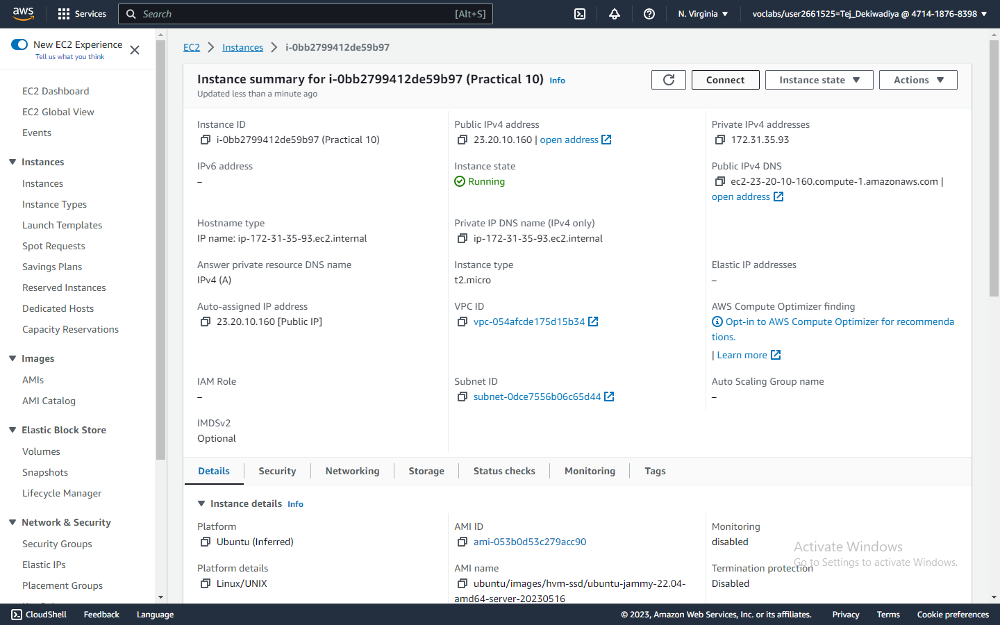 aws
Services
Search
[Alt+S]
N. Virginia
voclabs/user2661525=Tej_Dekiwadiya @ 4714-1876-8398
New EC2 Experience
Tell us what you think
EC2 Dashboard
EC2 Global View
Events
Instances
Instances
Instance Types
Launch Templates
Spot Requests
Savings Plans
Reserved Instances
Dedicated Hosts
Capacity Reservations
Images
AMIs
AMI Catalog
Elastic Block Store
Volumes
Snapshots
Lifecycle Manager
Network & Security
Security Groups
Elastic IPs
Placement Groups
EC2 > Instances > i-0bb2799412de59b97
Instance summary for i-0bb2799412de59b97 (Practical 10) Info
Updated less than a minute ago
Connect
Instance state
Actions
Instance ID
i-0bb2799412de59b97 (Practical 10)
Public IPv4 address
23.20.10.160 | open address
Private IPv4 addresses
172.31.35.93
IPv6 address
–
Instance state
Running
Public IPv4 DNS
ec2-23-20-10-160.compute-1.amazonaws.com |
open address
Hostname type
IP name: ip-172-31-35-93.ec2.internal
Private IP DNS name (IPv4 only)
ip-172-31-35-93.ec2.internal
Answer private resource DNS name
IPv4 (A)
Instance type
t2.micro
Elastic IP addresses
–
Auto-assigned IP address
23.20.10.160 [Public IP]
VPC ID
vpc-054afcde175d15b34
AWS Compute Optimizer finding
Opt-in to AWS Compute Optimizer for recommenda
tions.
| Learn more
IAM Role
–
Subnet ID
subnet-0dce7556b06c65d44
Auto Scaling Group name
–
IMDSv2
Optional
Details
Security
Networking
Storage
Status checks
Monitoring
Tags
Instance details Info
Platform
Ubuntu (Inferred)
AMI ID
ami-053b0d53c279acc90
Monitoring
disabled
Platform details
Linux/UNIX
AMI name
ubuntu/images/hvm-ssd/ubuntu-jammy-22.04-
amd64-server-20230516
Termination protection
Disabled
Activate Windows
Go to Settings to activate Windows.
CloudShell
Feedback
Language
© 2023, Amazon Web Services, Inc. or its affiliates.
Privacy
Terms
Cookie preferences